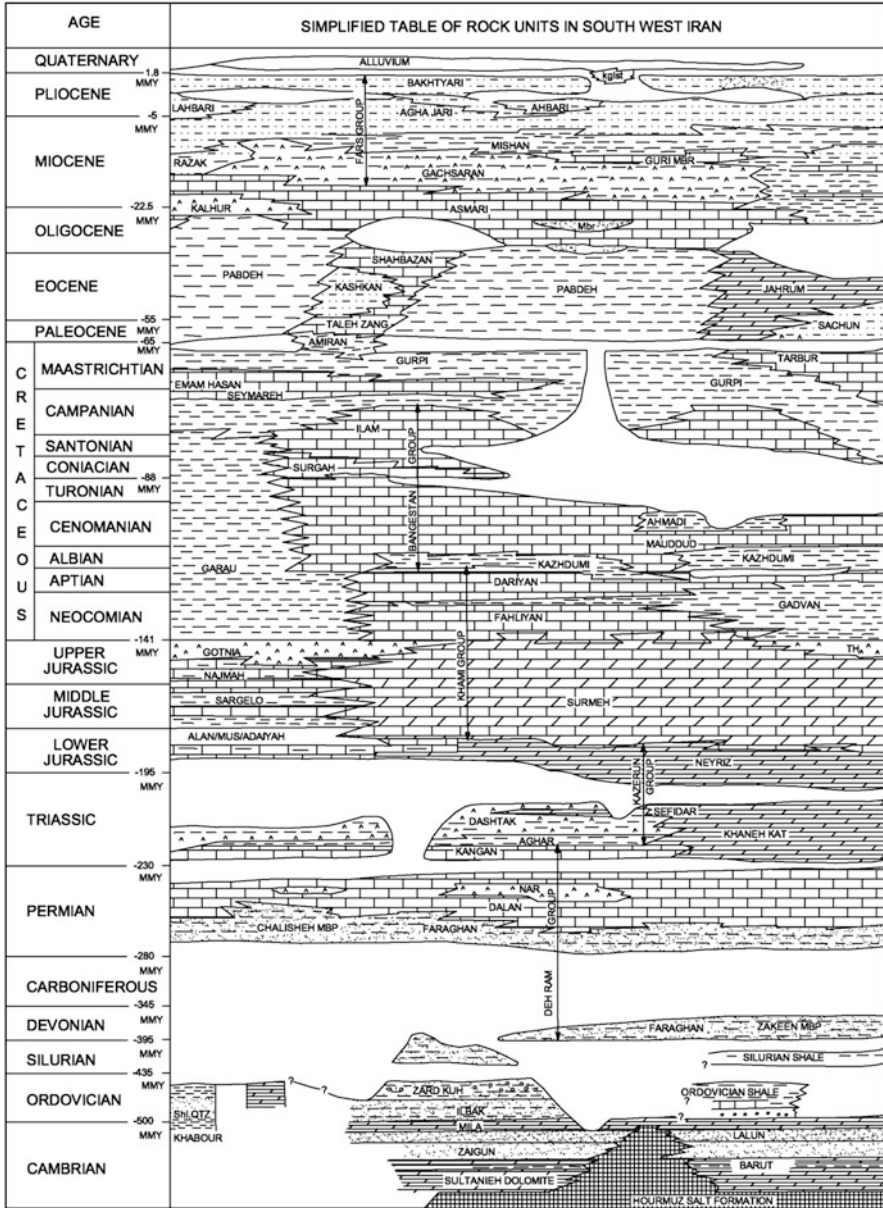 AGE
SIMPLIFIED TABLE OF ROCK UNITS IN SOUTH WEST IRAN
QUATERNARY
ALLUVIUM
1.8
MMY
kglst
PLIOCENE
BAKHTYARI
LAHBARI
AGHA JARI
AHBARI
-5
MMY
FARS GROUP
MISHAN
MIOCENE
RAZAK
GURI MBR
GACHSARAN
-22.5
MMY
KALHUR
ASMARI
OLIGOCENE
Mbr
SHAHBAZAN
EOCENE
PABDEH
KASHKAN
PABDEH
JAHRUM
-55
MMY
TALEH ZANG
SACHUN
PALEOCENE
-65
MMY
AMIRAN
CRETACEOUS
MAASTRICHTIAN
GURPI
TARBUR
EMAM HASAN
GURPI
SEYMAREH
CAMPANIAN
ILAM
SANTONIAN
CONIACIAN
SURGAH
-88
MMY
TURONIAN
BANGESTAN GROUP
CENOMANIAN
AHMADI
MAUDOUD
ALBIAN
KAZHDUMI
KAZHDUMI
GARAU
APTIAN
DARIYAN
NEOCOMIAN
GADVAN
FAHLIYAN
-141
MMY
UPPER
JURASSIC
GOTNIA
TH
NAJMAH
KHAMI GROUP
MIDDLE
JURASSIC
SARGELO
SURMEH
ALAN/MUS/ADAIYAH
LOWER
JURASSIC
NEYRIZ
-195
MMY
KAZERUN
GROUP
TRIASSIC
DASHTAK
SEFIDAR
KHANEH KAT
AGHAR
KANGAN
-230
MMY
PERMIAN
NAR
DALAN
CHALISHEH MBP
FARAGHAN
-280
MMY
CARBONIFEROUS
DEH RAM GROUP
-345
MMY
DEVONIAN
FARAGHAN
ZAKEEN MBP
-395
MMY
SILURIAN
SILURIAN SHALE
?
-435
MMY
?
?
ORDOVICIAN
ZARD KUH
ORDOVICIAN SHALE
?
Shl.QTZ
ILBAK
-500
MMY
?
KHABOUR
MILA
LALUN
ZAIGUN
CAMBRIAN
BARUT
SULTANIEH DOLOMITE
HOURMUZ SALT FORMATION